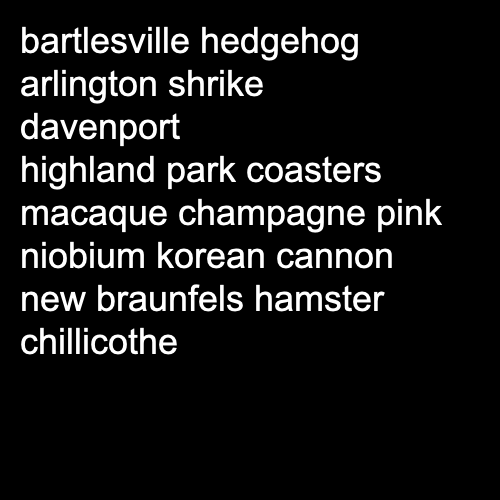 bartlesville hedgehog
arlington shrike
davenport
highland park coasters
macaque champagne pink
niobium korean cannon
new braunfels hamster
chillicothe